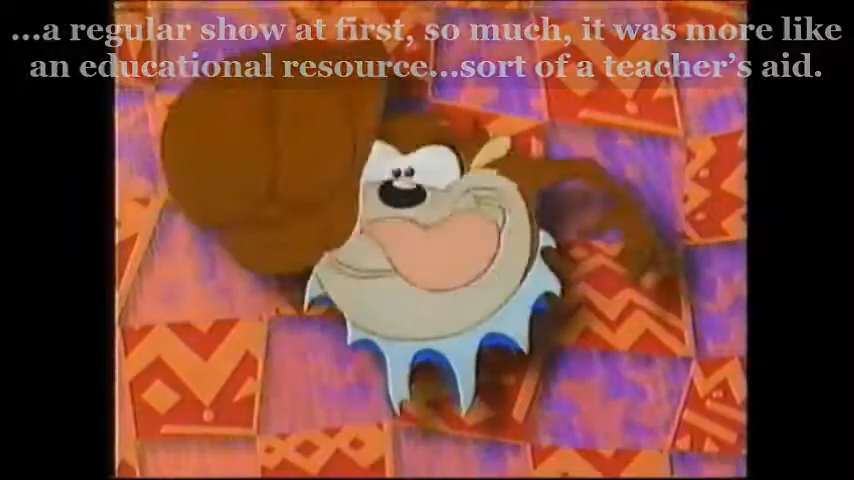 ...a regular show at first, so much, it was more like
an educational resource...sort of a teacher's aid.